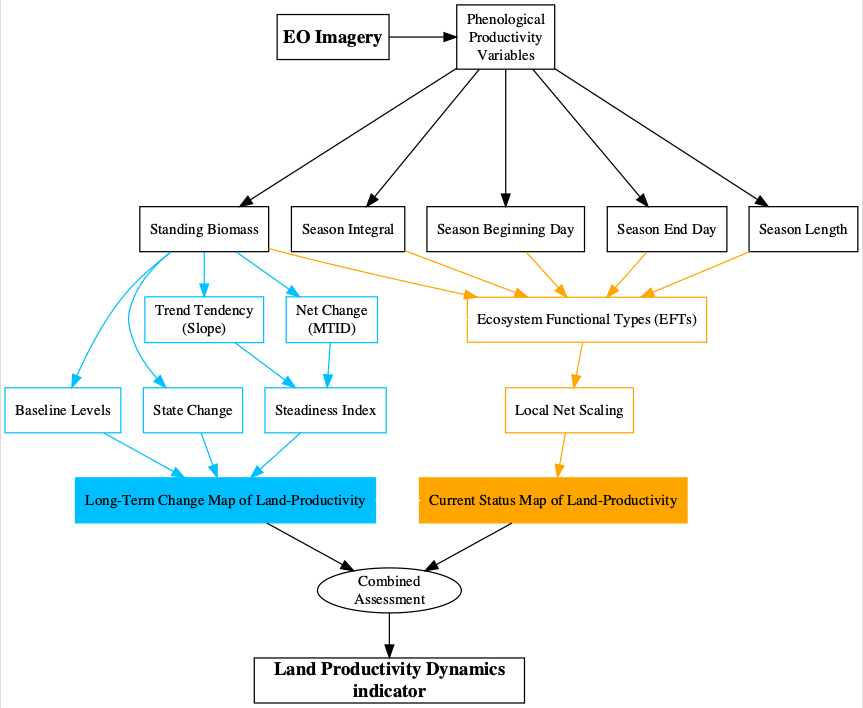 EO Imagery
Phenological
Productivity
Variables
Standing Biomass
Season Integral
Season Beginning Day
Season End Day
Season Length
Trend Tendency
(Slope)
Net Change
(MTID)
Ecosystem Functional Types (EFTs)
Baseline Levels
State Change
Steadiness Index
Local Net Scaling
Long-Term Change Map of Land-Productivity
Current Status Map of Land-Productivity
Combined
Assessment
Land Productivity Dynamics
indicator